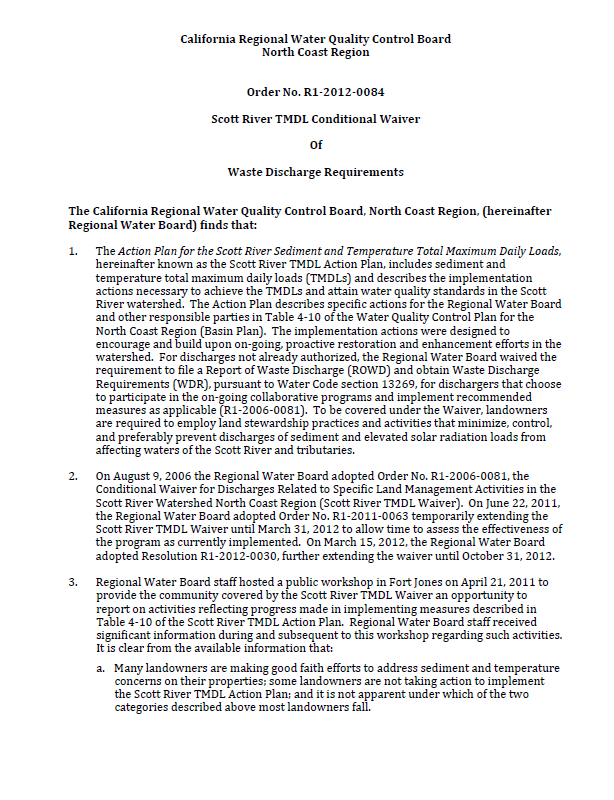 California Regional Water Quality Control Board
North Coast Region
Order No. R1-2012-0084
Scott River TMDL Conditional Waiver
Of
Waste Discharge Requirements
The California Regional Water Quality Control Board, North Coast Region, (hereinafter
Regional Water Board) finds that:
1. The Action Plan for the Scott River Sediment and Temperature Total Maximum Daily Loads,
hereinafter known as the Scott River TMDL Action Plan, includes sediment and
temperature total maximum daily loads (TMDLs) and describes the implementation
actions necessary to achieve the TMDLs and attain water quality standards in the Scott
River watershed. The Action Plan describes specific actions for the Regional Water Board
and other responsible parties in Table 4-10 of the Water Quality Control Plan for the
North Coast Region (Basin Plan). The implementation actions were designed to
encourage and build upon on-going, proactive restoration and enhancement efforts in the
watershed. For discharges not already authorized, the Regional Water Board waived the
requirement to file a Report of Waste Discharge (ROWD) and obtain Waste Discharge
Requirements (WDR), pursuant to Water Code section 13269, for dischargers that choose
to participate in the on-going collaborative programs and implement recommended
measures as applicable (R1-2006-0081). To be covered under the Waiver, landowners
are required to employ land stewardship practices and activities that minimize, control,
and preferably prevent discharges of sediment and elevated solar radiation loads from
affecting waters of the Scott River and tributaries.
2. On August 9, 2006 the Regional Water Board adopted Order No. R1-2006-0081, the
Conditional Waiver for Discharges Related to Specific Land Management Activities in the
Scott River Watershed North Coast Region (Scott River TMDL Waiver). On June 22, 2011,
the Regional Water Board adopted Order No. R1-2011-0063 temporarily extending the
Scott River TMDL Waiver until March 31, 2012 to allow time to assess the effectiveness of
the program as currently implemented. On March 15, 2012, the Regional Water Board
adopted Resolution R1-2012-0030, further extending the waiver until October 31, 2012.
3. Regional Water Board staff hosted a public workshop in Fort Jones on April 21, 2011 to
provide the community covered by the Scott River TMDL Waiver an opportunity to
report on activities reflecting progress made in implementing measures described in
Table 4-10 of the Scott River TMDL Action Plan. Regional Water Board staff received
significant information during and subsequent to this workshop regarding such activities.
It is clear from the available information that:
a. Many landowners are making good faith efforts to address sediment and temperature
concerns on their properties; some landowners are not taking action to implement
the Scott River TMDL Action Plan; and it is not apparent under which of the two
categories described above most landowners fall.